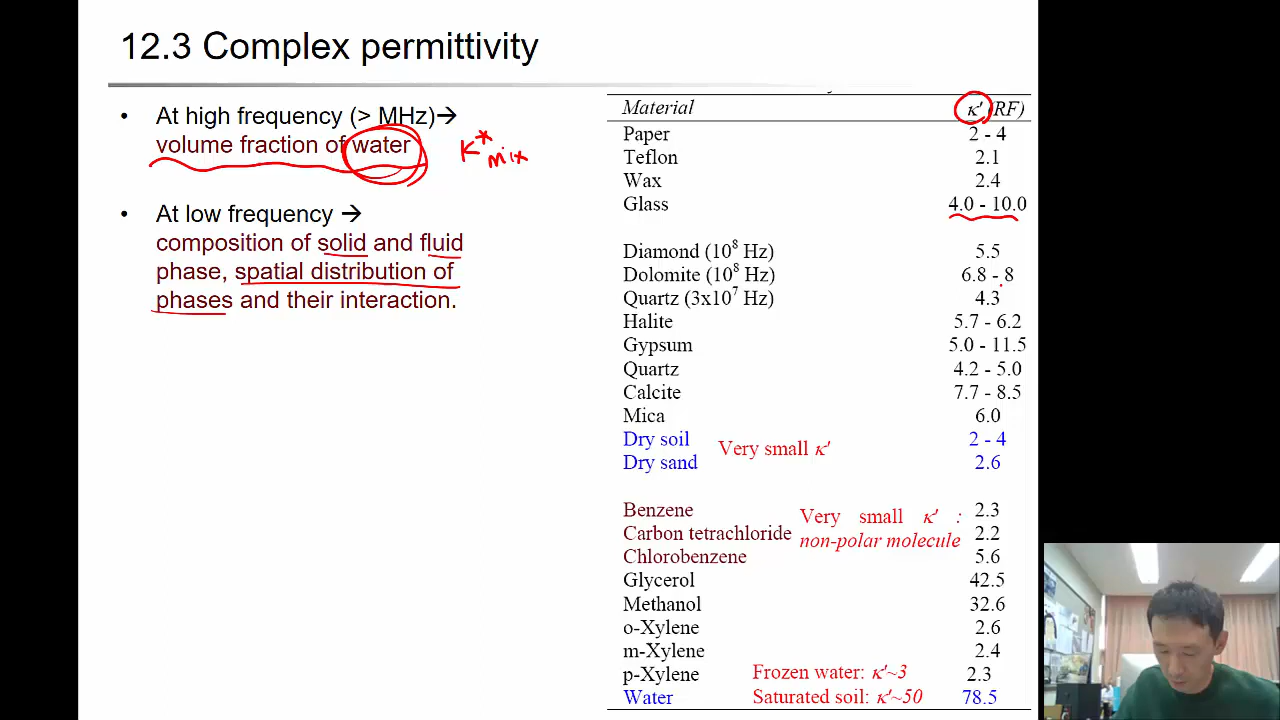 12.3 Complex permittivity
• At high frequency (> MHz)→
volume fraction of water
K*mix
• At low frequency →
composition of solid and fluid
phase, spatial distribution of
phases and their interaction.
Material κ' (RF)
Paper 2 - 4
Teflon 2.1
Wax 2.4
Glass 4.0 - 10.0
Diamond (10⁸ Hz) 5.5
Dolomite (10⁸ Hz) 6.8 - 8
Quartz (3x10⁷ Hz) 4.3
Halite 5.7 - 6.2
Gypsum 5.0 - 11.5
Quartz 4.2 - 5.0
Calcite 7.7 - 8.5
Mica 6.0
Dry soil 2 - 4
Very small κ'
Dry sand 2.6
Benzene 2.3
Very small κ' :
Carbon tetrachloride 2.2
non-polar molecule
Chlorobenzene 5.6
Glycerol 42.5
Methanol 32.6
o-Xylene 2.6
m-Xylene 2.4
p-Xylene Frozen water: κ'~3 2.3
Water Saturated soil: κ'~50 78.5